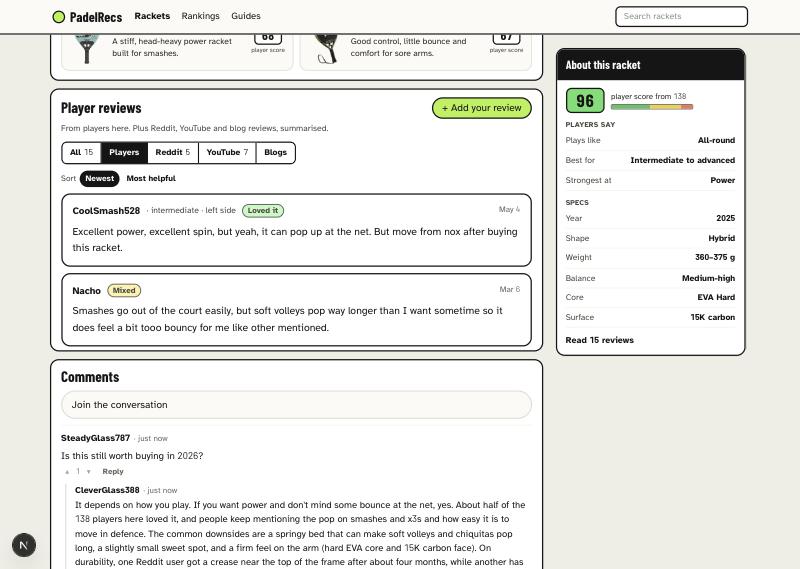 PadelRecs Rackets Rankings Guides Search rackets
A stiff, head-heavy power racket built for smashes.
68
player score
Good control, little bounce and comfort for sore arms.
67
player score
Player reviews
+ Add your review
From players here. Plus Reddit, YouTube and blog reviews, summarised.
All 15 Players Reddit 5 YouTube 7 Blogs
Sort Newest Most helpful
CoolSmash528 · intermediate · left side Loved it May 4
Excellent power, excellent spin, but yeah, it can pop up at the net. But move from nox after buying
this racket.
Nacho Mixed Mar 6
Smashes go out of the court easily, but soft volleys pop way longer than I want sometime so it
does feel a bit tooo bouncy for me like other mentioned.
Comments
Join the conversation
SteadyGlass787 · just now
Is this still worth buying in 2026?
▲ 1 ▼ Reply
CleverGlass388 · just now
It depends on how you play. If you want power and don't mind some bounce at the net, yes. About half of the
138 players here loved it, and people keep mentioning the pop on smashes and x3s and how easy it is to
move in defence. The common downsides are a springy bed that can make soft volleys and chiquitas pop
long, a slightly small sweet spot, and a firm feel on the arm (hard EVA core and 15K carbon face). On
durability, one Reddit user got a crease near the top of the frame after about four months, while another has
About this racket
96 player score from 138
PLAYERS SAY
Plays like All-round
Best for Intermediate to advanced
Strongest at Power
SPECS
Year 2025
Shape Hybrid
Weight 360–375 g
Balance Medium-high
Core EVA Hard
Surface 15K carbon
Read 15 reviews
N